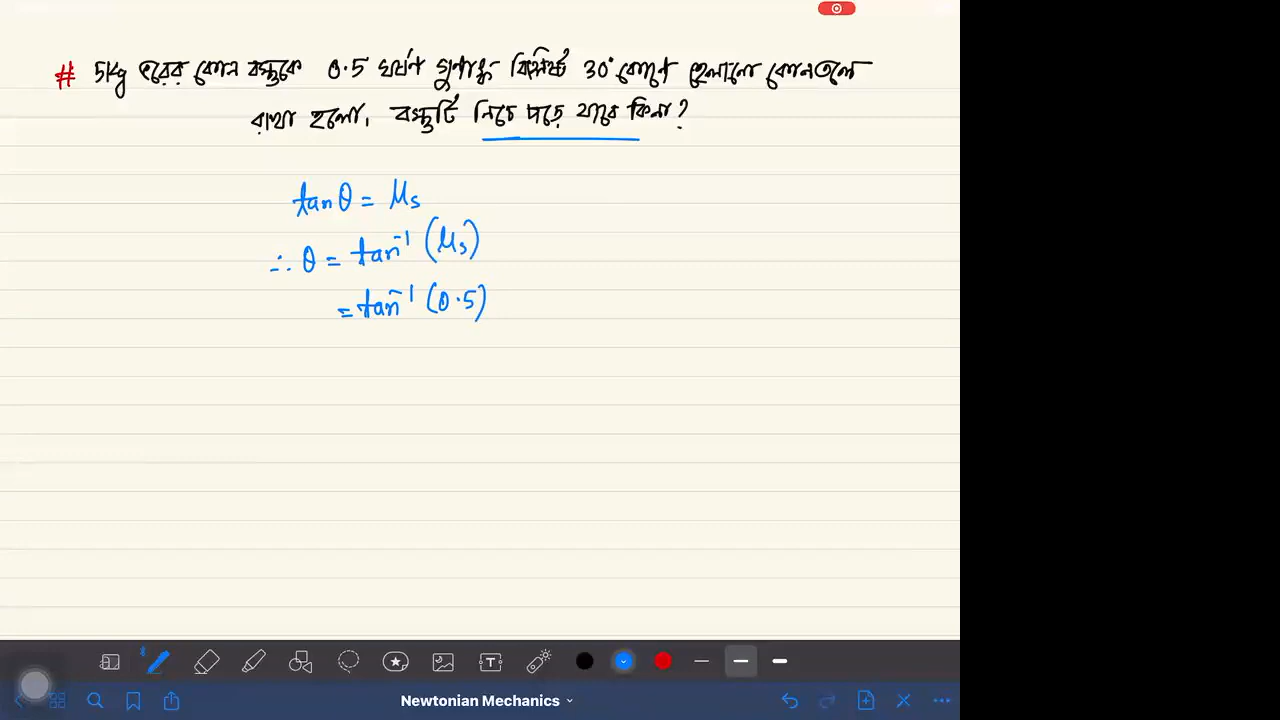 # 5kg ভরের কোন বস্তুকে 0.5 ঘর্ষণ গুণাঙ্ক বিশিষ্ট 30° কোণে হেলানো কোনতলে
রাখা হলো। বস্তুটি নিচে পড়ে যাবে কিনা?
tan θ = μs
∴ θ = tan⁻¹ (μs)
= tan⁻¹ (0.5)
Newtonian Mechanics